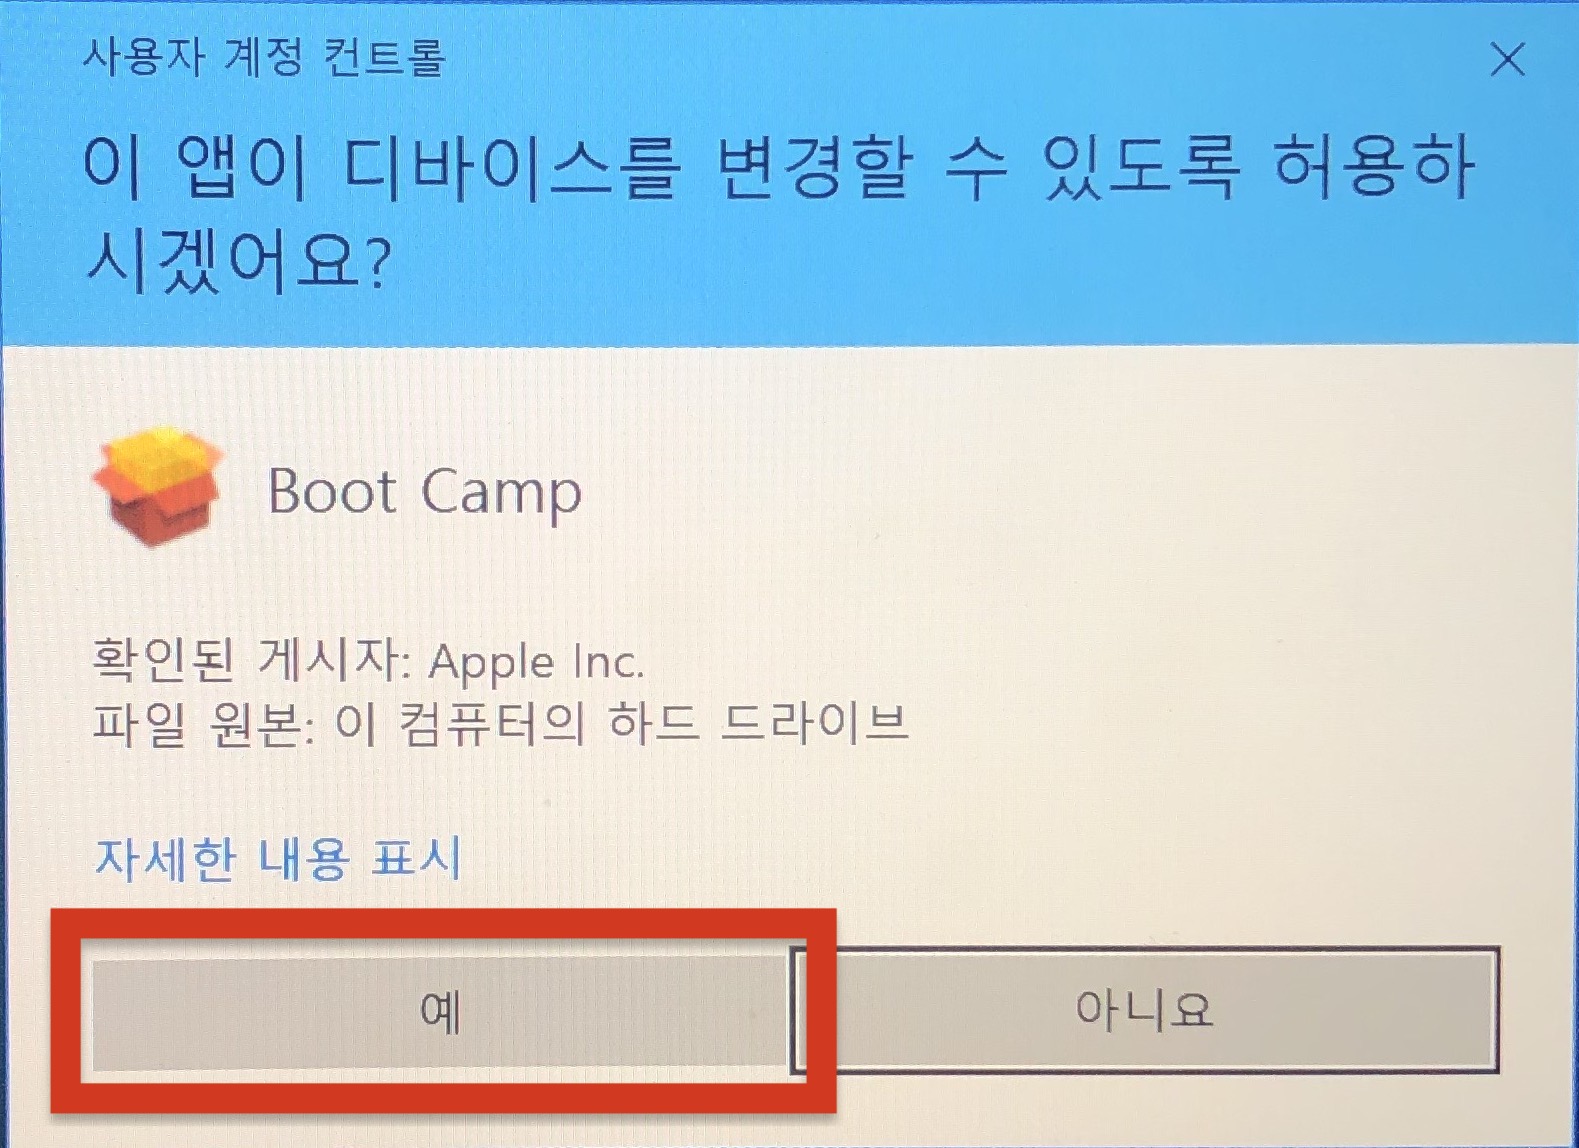 사용자 계정 컨트롤
이 앱이 디바이스를 변경할 수 있도록 허용하
시겠어요?
Boot Camp
확인된 게시자: Apple Inc.
파일 원본: 이 컴퓨터의 하드 드라이브
자세한 내용 표시
예
아니요